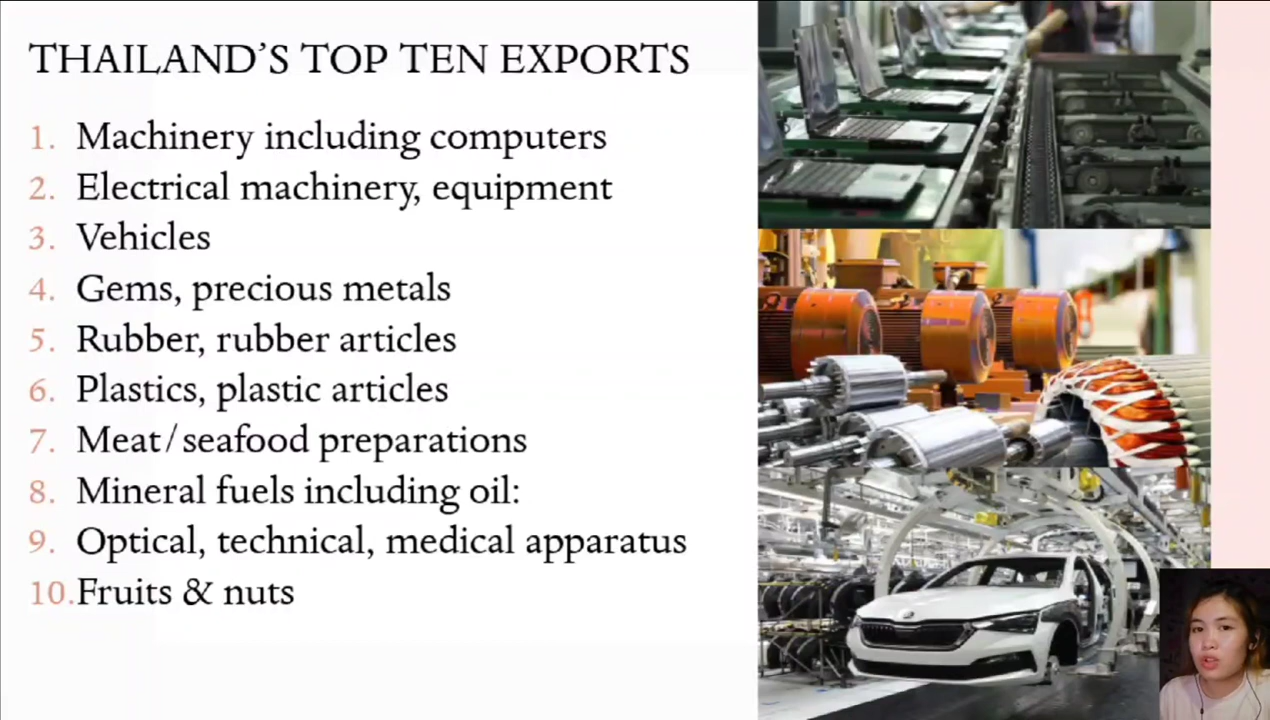 THAILAND’S TOP TEN EXPORTS
1. Machinery including computers
2. Electrical machinery, equipment
3. Vehicles
4. Gems, precious metals
5. Rubber, rubber articles
6. Plastics, plastic articles
7. Meat/seafood preparations
8. Mineral fuels including oil:
9. Optical, technical, medical apparatus
10. Fruits & nuts